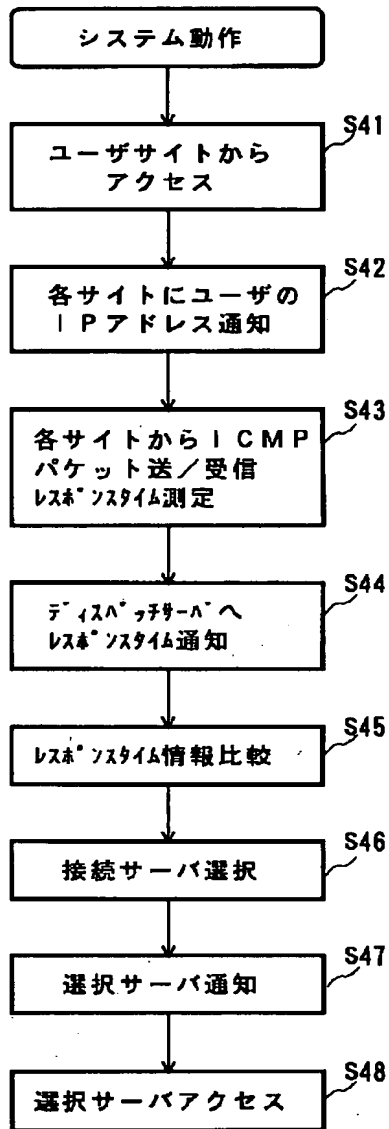 システム動作
S41
ユーザサイトから
アクセス
S42
各サイトにユーザの
ＩＰアドレス通知
S43
各サイトからＩＣＭＰ
パケット送／受信
ﾚｽﾎﾟﾝｽﾀｲﾑ測定
S44
ﾃﾞｨｽﾊﾟｯﾁサーバﾞへ
ﾚｽﾎﾟﾝｽﾀｲﾑ通知
S45
ﾚｽﾎﾟﾝｽﾀｲﾑ情報比較
S46
接続サーバ選択
S47
選択サーバ通知
S48
選択サーバアクセス